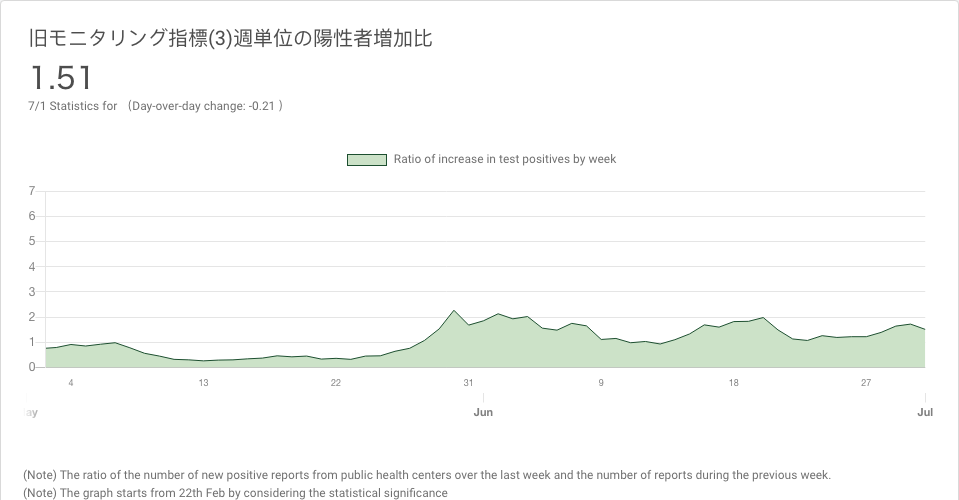 旧モニタリング指標(3)週単位の陽性者増加比
1.51
7/1 Statistics for （Day-over-day change: -0.21 ）
Ratio of increase in test positives by week
7
6
5
4
3
2
1
0
4 13 22 31 9 18 27
ay Jun Jul
(Note) The ratio of the number of new positive reports from public health centers over the last week and the number of reports during the previous week.
(Note) The graph starts from 22th Feb by considering the statistical significance